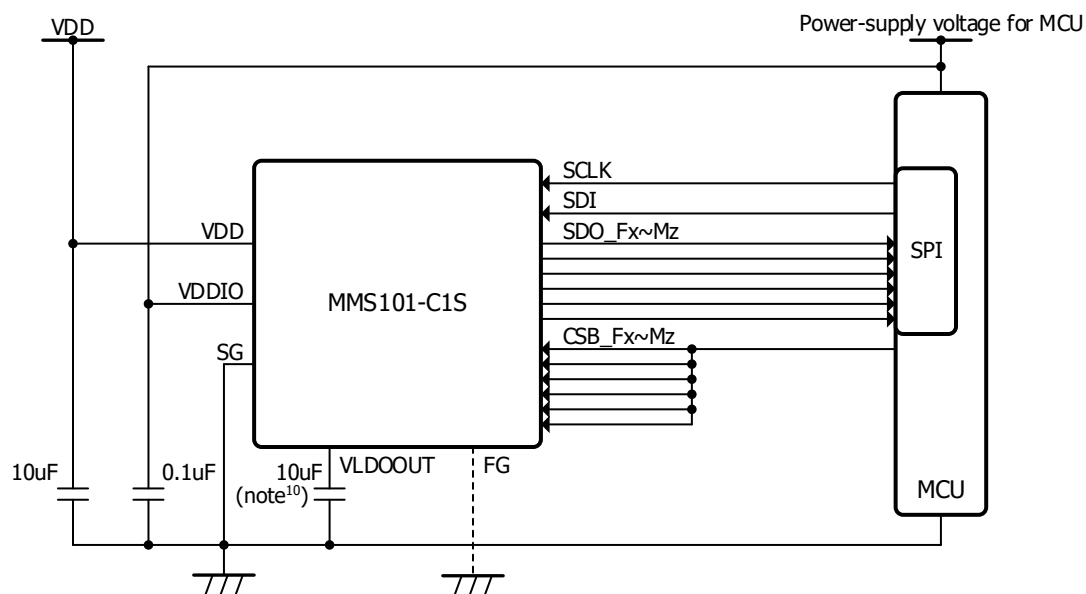 VDD
Power-supply voltage for MCU
SCLK
SDI
VDD
SDO_Fx~Mz
SPI
VDDIO
MMS101-C1S
CSB_Fx~Mz
SG
10uF
0.1uF
VLDOOUT
10uF
(note¹⁰)
FG
MCU